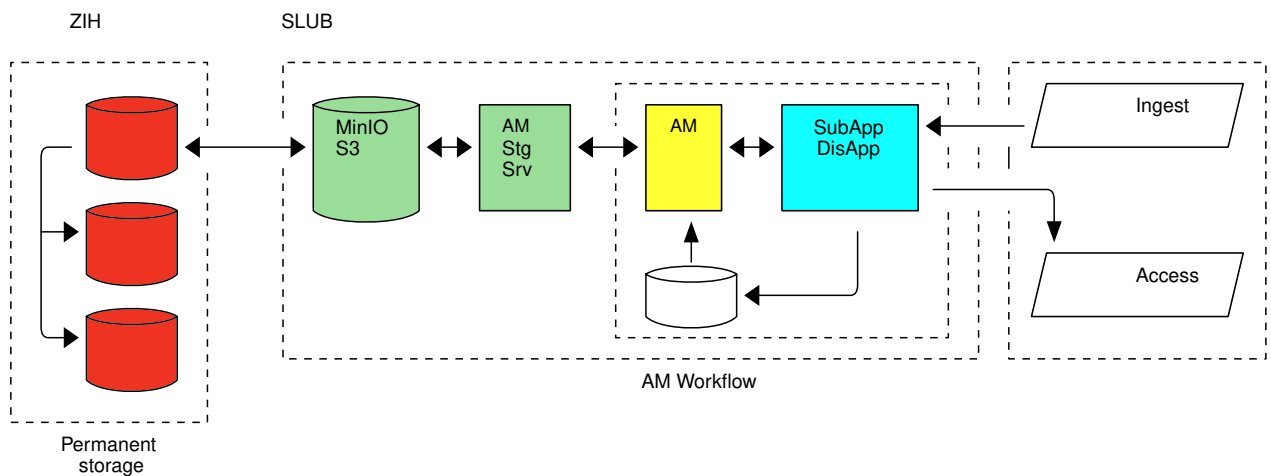 ZIH
SLUB
MinIO
S3
AM
Stg
Srv
AM
SubApp
DisApp
Ingest
Access
AM Workflow
Permanent
storage